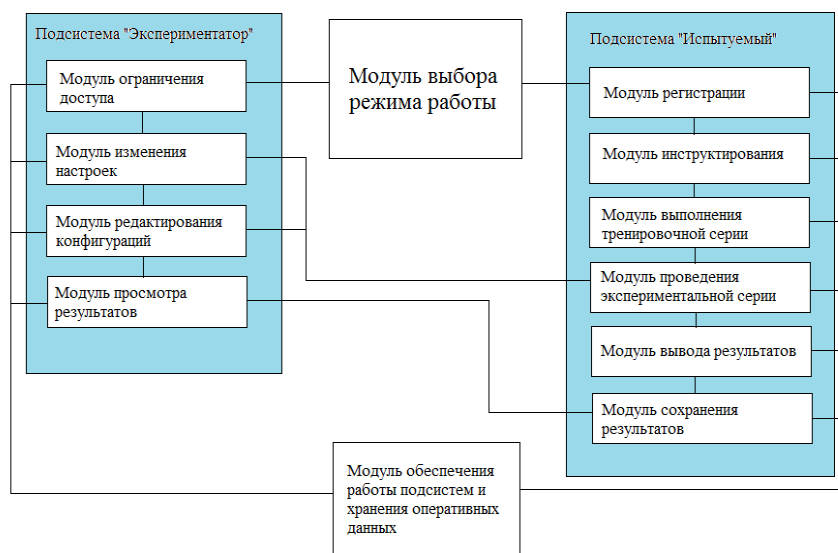 Подсистема "Экспериментатор"
Модуль ограничения
доступа
Модуль изменения
настроек
Модуль редактирования
конфигураций
Модуль просмотра
результатов
Модуль выбора
режима работы
Подсистема "Испытуемый"
Модуль регистрации
Модуль инструктирования
Модуль выполнения
тренировочной серии
Модуль проведения
экспериментальной серии
Модуль вывода результатов
Модуль сохранения
результатов
Модуль обеспечения
работы подсистем и
хранения оперативных
данных